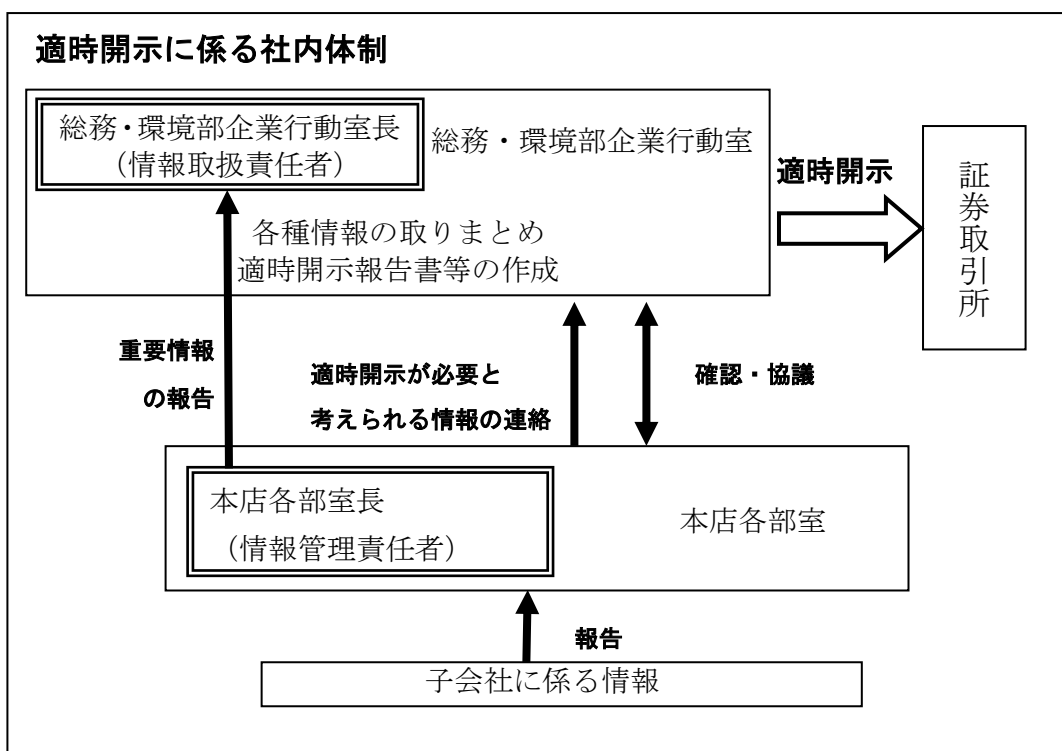 適時開示に係る社内体制
総務・環境部企業行動室長
（情報取扱責任者）
総務・環境部企業行動室
各種情報の取りまとめ
適時開示報告書等の作成
適時開示
証券取引所
重要情報
の報告
適時開示が必要と
考えられる情報の連絡
確認・協議
本店各部室長
（情報管理責任者）
本店各部室
報告
子会社に係る情報